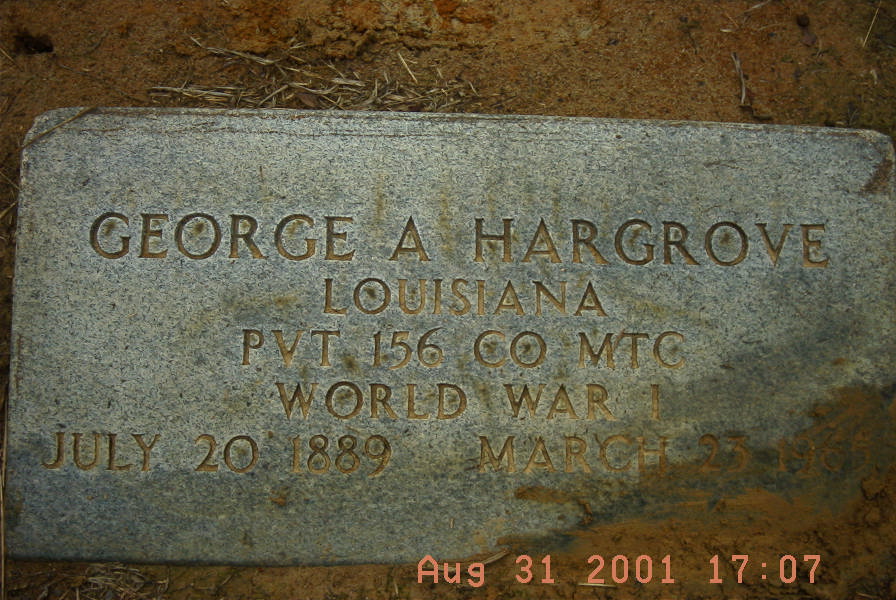 GEORGE A HARGROVE
LOUISIANA
PVT 156 CO MTC
WORLD WAR I
JULY 20 1889 MARCH 23
Aug 31 2001 17:07